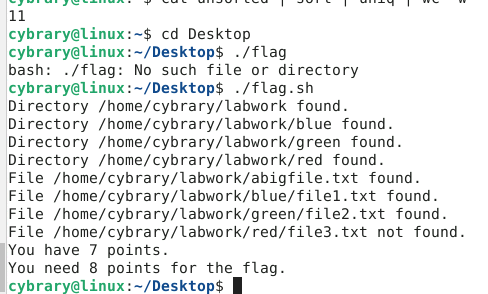 11
cybrary@linux:~$ cd Desktop
cybrary@linux:~/Desktop$ ./flag
bash: ./flag: No such file or directory
cybrary@linux:~/Desktop$ ./flag.sh
Directory /home/cybrary/labwork found.
Directory /home/cybrary/labwork/blue found.
Directory /home/cybrary/labwork/green found.
Directory /home/cybrary/labwork/red found.
File /home/cybrary/labwork/abigfile.txt found.
File /home/cybrary/labwork/blue/file1.txt found.
File /home/cybrary/labwork/green/file2.txt found.
File /home/cybrary/labwork/red/file3.txt not found.
You have 7 points.
You need 8 points for the flag.
cybrary@linux:~/Desktop$